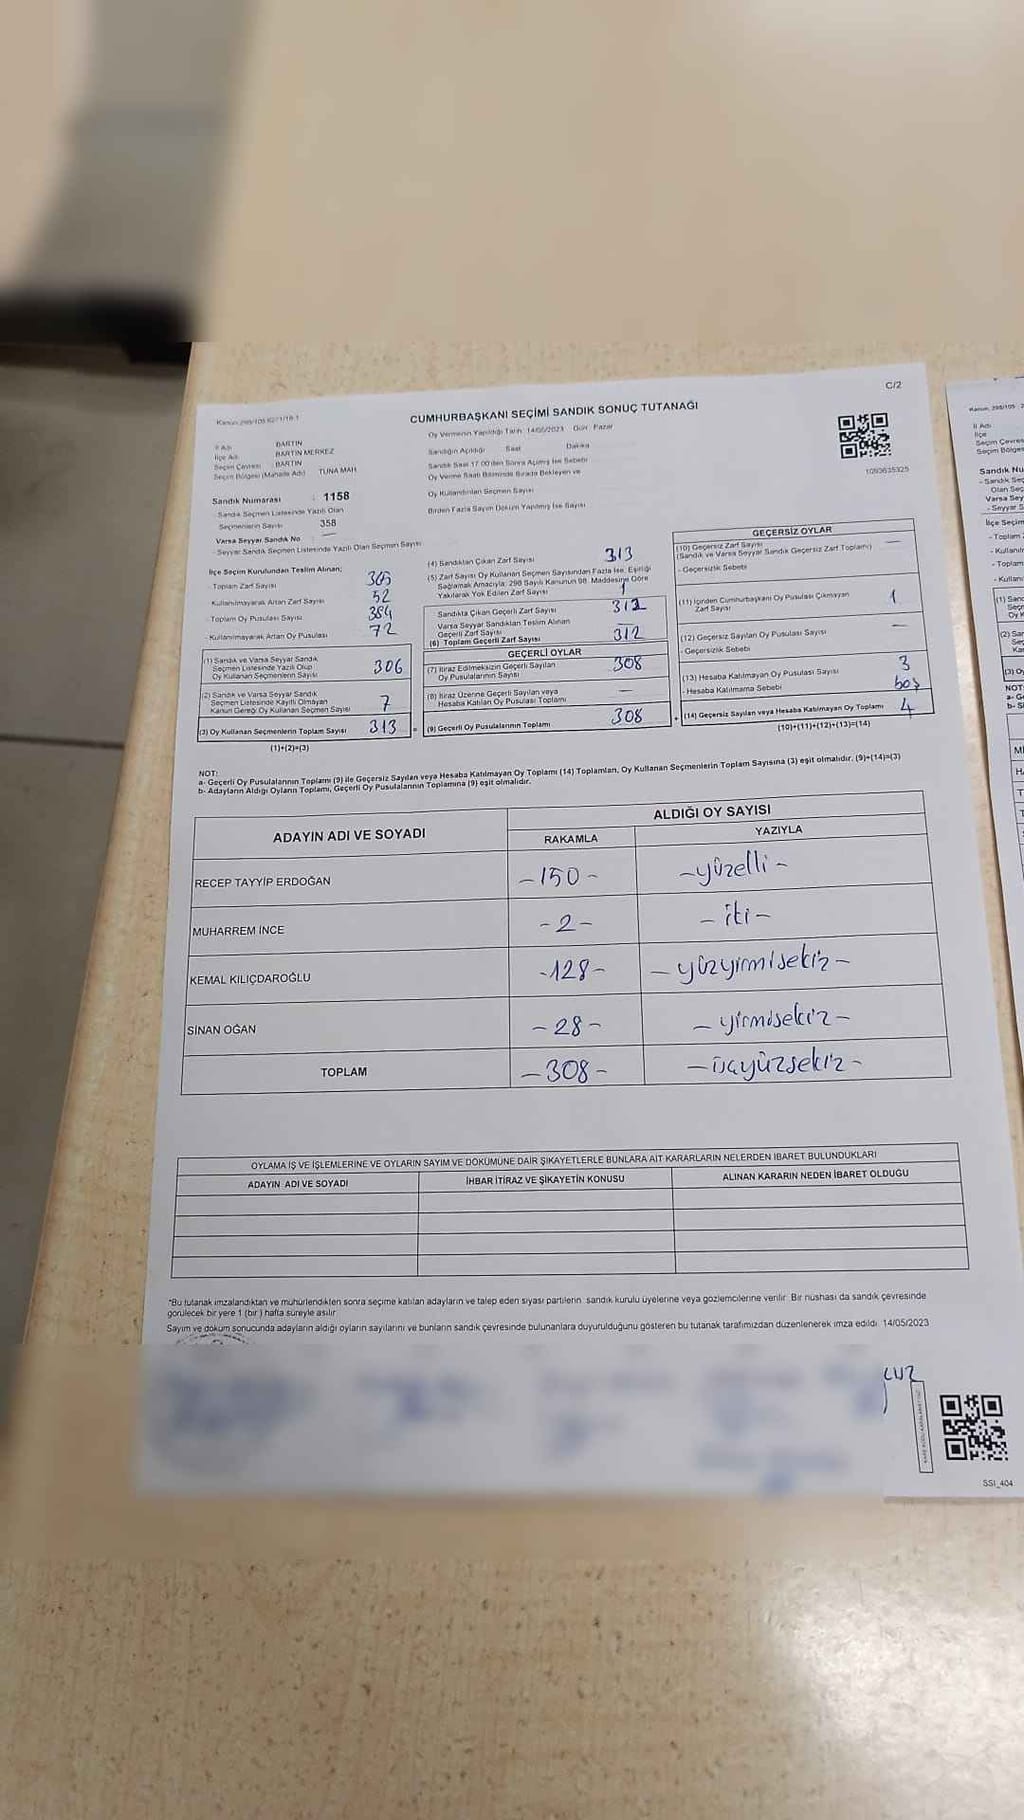 C/2
Kanun: 298/105 6271/18-1
CUMHURBAŞKANI SEÇİMİ SANDIK SONUÇ TUTANAĞI
Oy Vermenin Yapıldığı Tarih: 14/05/2023 Gün: Pazar
İl Adı BARTIN
İlçe Adı BARTIN MERKEZ
Seçim Çevresi BARTIN
Seçim Bölgesi (Mahalle Adı) TUNA MAH
Sandığın Açıldığı Saat Dakika
Sandık Saat 17.00'den Sonra Açılmış İse Sebebi
Oy Verme Saati Bitiminde Sırada Bekleyen ve
Oy Kullandırılan Seçmen Sayısı
Birden Fazla Sayım Döküm Yapılmış İse Sayısı
1093635325
Sandık Numarası : 1158
- Sandık Seçmen Listesinde Yazılı Olan
Seçmenlerin Sayısı 358
Varsa Seyyar Sandık No : —
- Seyyar Sandık Seçmen Listesinde Yazılı Olan Seçmen Sayısı
İlçe Seçim Kurulundan Teslim Alınan;
- Toplam Zarf Sayısı 365
- Kullanılmayarak Artan Zarf Sayısı 52
- Toplam Oy Pusulası Sayısı 384
- Kullanılmayarak Artan Oy Pusulası 72
(1) Sandık ve Varsa Seyyar Sandık
Seçmen Listesinde Yazılı Olup
Oy Kullanan Seçmenlerin Sayısı 306
(2) Sandık ve Varsa Seyyar Sandık
Seçmen Listesinde Kayıtlı Olmayan
Kanun Gereği Oy Kullanan Seçmen Sayısı 7
(3) Oy Kullanan Seçmenlerin Toplam Sayısı 313
(1)+(2)=(3)
(4) Sandıktan Çıkan Zarf Sayısı 313
(5) Zarf Sayısı Oy Kullanan Seçmen Sayısından Fazla İse, Eşitliği
Sağlamak Amacıyla, 298 Sayılı Kanunun 98. Maddesine Göre
Yakılarak Yok Edilen Zarf Sayısı 1
Sandıkta Çıkan Geçerli Zarf Sayısı 312
Varsa Seyyar Sandıktan Teslim Alınan
Geçerli Zarf Sayısı —
(6) Toplam Geçerli Zarf Sayısı 312
GEÇERLİ OYLAR
(7) İtiraz Edilmeksizin Geçerli Sayılan
Oy Pusulalarının Sayısı 308
(8) İtiraz Üzerine Geçerli Sayılan veya
Hesaba Katılan Oy Pusulası Toplamı —
(9) Geçerli Oy Pusulalarının Toplamı 308
GEÇERSİZ OYLAR
(10) Geçersiz Zarf Sayısı —
(Sandık ve Varsa Seyyar Sandık Geçersiz Zarf Toplamı)
- Geçersizlik Sebebi
(11) İçinden Cumhurbaşkanı Oy Pusulası Çıkmayan
Zarf Sayısı 1
(12) Geçersiz Sayılan Oy Pusulası Sayısı —
- Geçersizlik Sebebi
(13) Hesaba Katılmayan Oy Pusulası Sayısı 3
- Hesaba Katılmama Sebebi boş
(14) Geçersiz Sayılan veya Hesaba Katılmayan Oy Toplamı 4
(10)+(11)+(12)+(13)=(14)
NOT:
a- Geçerli Oy Pusulalarının Toplamı (9) ile Geçersiz Sayılan veya Hesaba Katılmayan Oy Toplamı (14) Toplamları, Oy Kullanan Seçmenlerin Toplam Sayısına (3) eşit olmalıdır. (9)+(14)=(3)
b- Adayların Aldığı Oyların Toplamı, Geçerli Oy Pusulalarının Toplamına (9) eşit olmalıdır.
ADAYIN ADI VE SOYADI
ALDIĞI OY SAYISI
RAKAMLA YAZIYLA
RECEP TAYYİP ERDOĞAN -150- -yüzelli-
MUHARREM İNCE -2- -iki-
KEMAL KILIÇDAROĞLU -128- -yüzyirmisekiz-
SİNAN OĞAN -28- -yirmisekiz-
TOPLAM -308- -üçyüzsekiz-
OYLAMA İŞ VE İŞLEMLERİNE VE OYLARIN SAYIM VE DÖKÜMÜNE DAİR ŞİKAYETLERLE BUNLARA AİT KARARLARIN NELERDEN İBARET BULUNDUKLARI
ADAYIN ADI VE SOYADI İHBAR İTİRAZ VE ŞİKAYETİN KONUSU ALINAN KARARIN NEDEN İBARET OLDUĞU
*Bu tutanak imzalandıktan ve mühürlendikten sonra seçime katılan adayların ve talep eden siyasi partilerin sandık kurulu üyelerine veya gözlemcilerine verilir. Bir nüshası da sandık çevresinde
görülecek bir yere 1 (bir) hafta süreyle asılır.
Sayım ve döküm sonucunda adayların aldığı oyların sayılarını ve bunların sandık çevresinde bulunanlara duyurulduğunu gösteren bu tutanak tarafımızdan düzenlenerek imza edildi. 14/05/2023
SSI_404